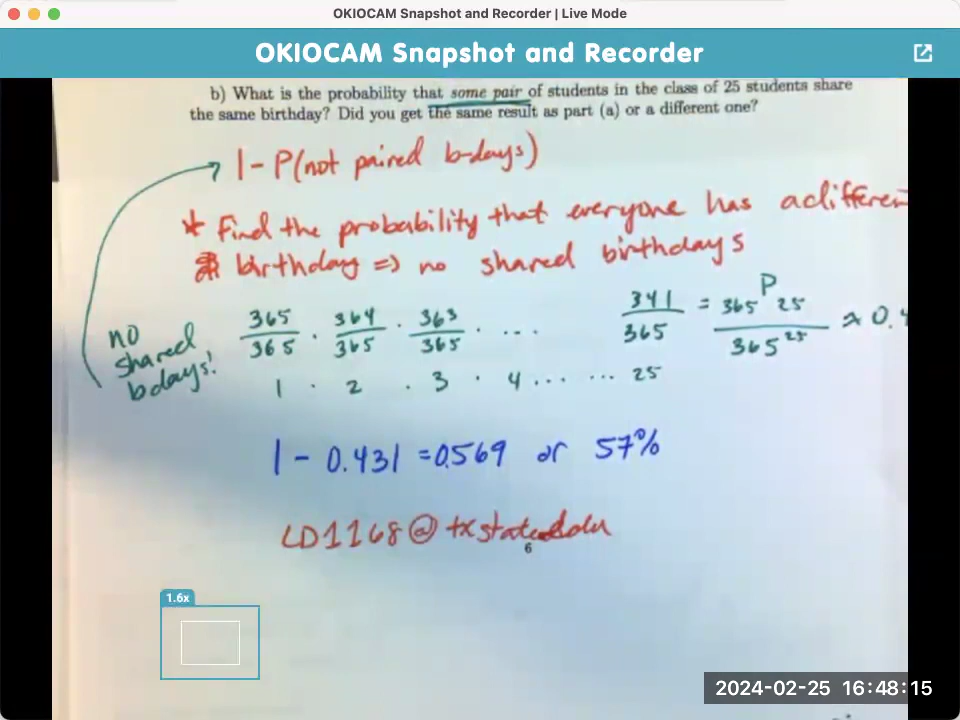 OKIOCAM Snapshot and Recorder | Live Mode
OKIOCAM Snapshot and Recorder
b) What is the probability that some pair of students in the class of 25 students share
the same birthday? Did you get the same result as part (a) or a different one?
1 - P(not paired b-days)
* Find the probability that everyone has a differen
birthday => no shared birthdays
no shared bdays!
365/365 · 364/365 · 363/365 · ... 341/365 = 365P25/365^25 ≈ 0.4
1 · 2 · 3 · 4 ... ... 25
1 - 0.431 = 0.569 or 57%
LD1168@txstate
6
1.6x
2024-02-25 16:48:15